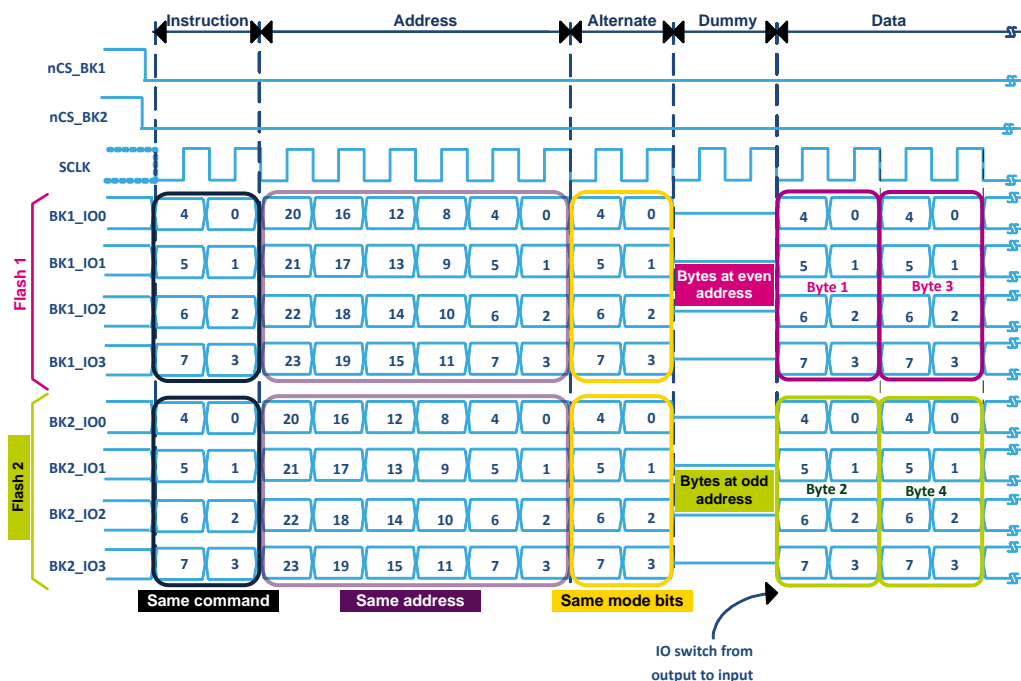 Instruction Address Alternate Dummy Data
nCS_BK1
nCS_BK2
SCLK
Flash 1
BK1_IO0 4 0 20 16 12 8 4 0 4 0 4 0 4 0
BK1_IO1 5 1 21 17 13 9 5 1 5 1 5 1 5 1
Bytes at even
address
Byte 1 Byte 3
BK1_IO2 6 2 22 18 14 10 6 2 6 2 6 2 6 2
BK1_IO3 7 3 23 19 15 11 7 3 7 3 7 3 7 3
Flash 2
BK2_IO0 4 0 20 16 12 8 4 0 4 0 4 0 4 0
BK2_IO1 5 1 21 17 13 9 5 1 5 1 5 1 5 1
Bytes at odd
address
Byte 2 Byte 4
BK2_IO2 6 2 22 18 14 10 6 2 6 2 6 2 6 2
BK2_IO3 7 3 23 19 15 11 7 3 7 3 7 3 7 3
Same command Same address Same mode bits
IO switch from
output to input